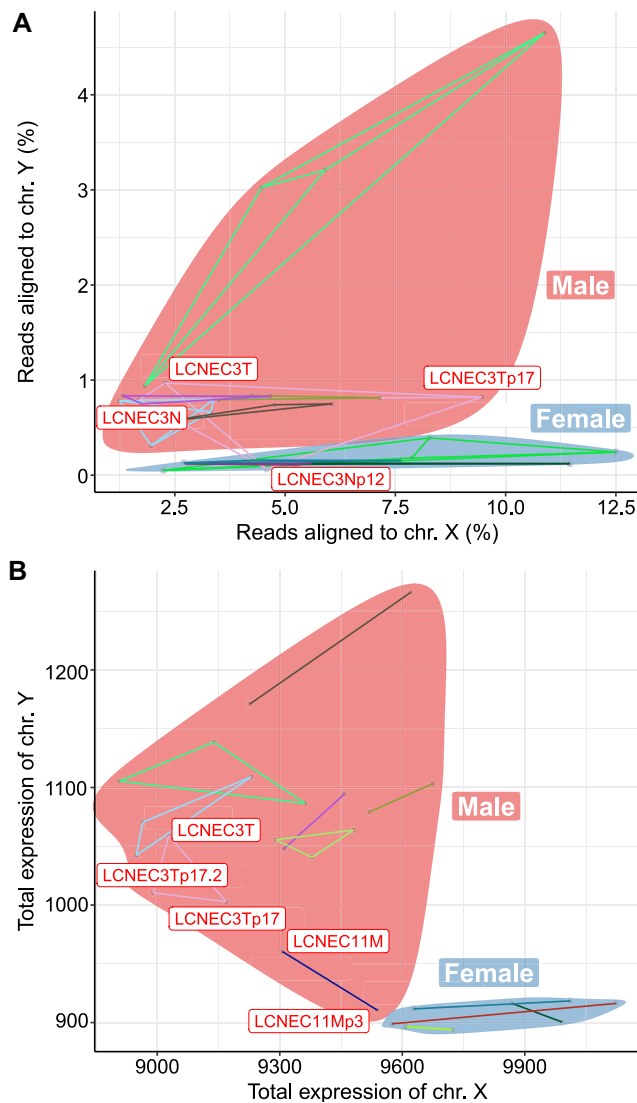 A
Reads aligned to chr. Y (%)
4
3
2
1
0
Male
LCNEC3T
LCNEC3Tp17
LCNEC3N
Female
LCNEC3Np12
2.5
5.0
7.5
10.0
12.5
Reads aligned to chr. X (%)
B
Total expression of chr. Y
1200
1100
1000
900
Male
LCNEC3T
LCNEC3Tp17.2
LCNEC3Tp17
LCNEC11M
Female
LCNEC11Mp3
9000
9300
9600
9900
Total expression of chr. X